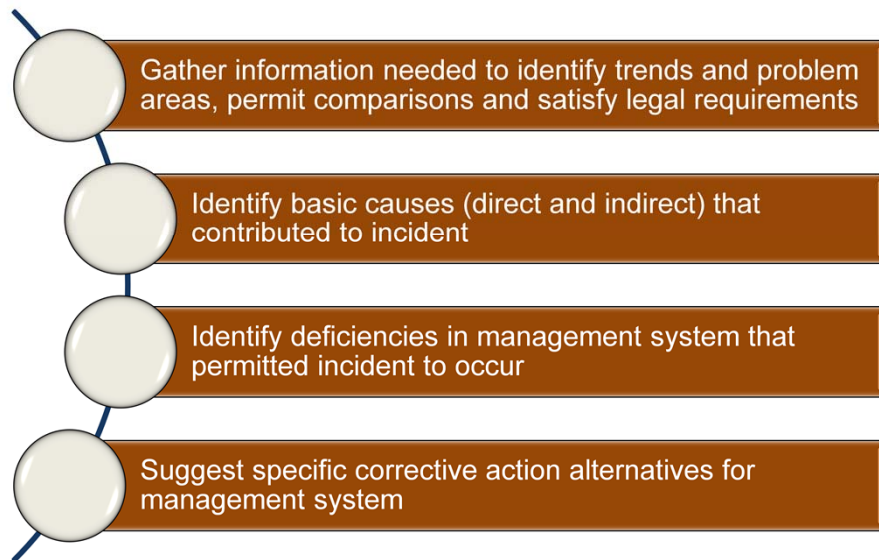 Gather information needed to identify trends and problem
areas, permit comparisons and satisfy legal requirements
Identify basic causes (direct and indirect) that
contributed to incident
Identify deficiencies in management system that
permitted incident to occur
Suggest specific corrective action alternatives for
management system